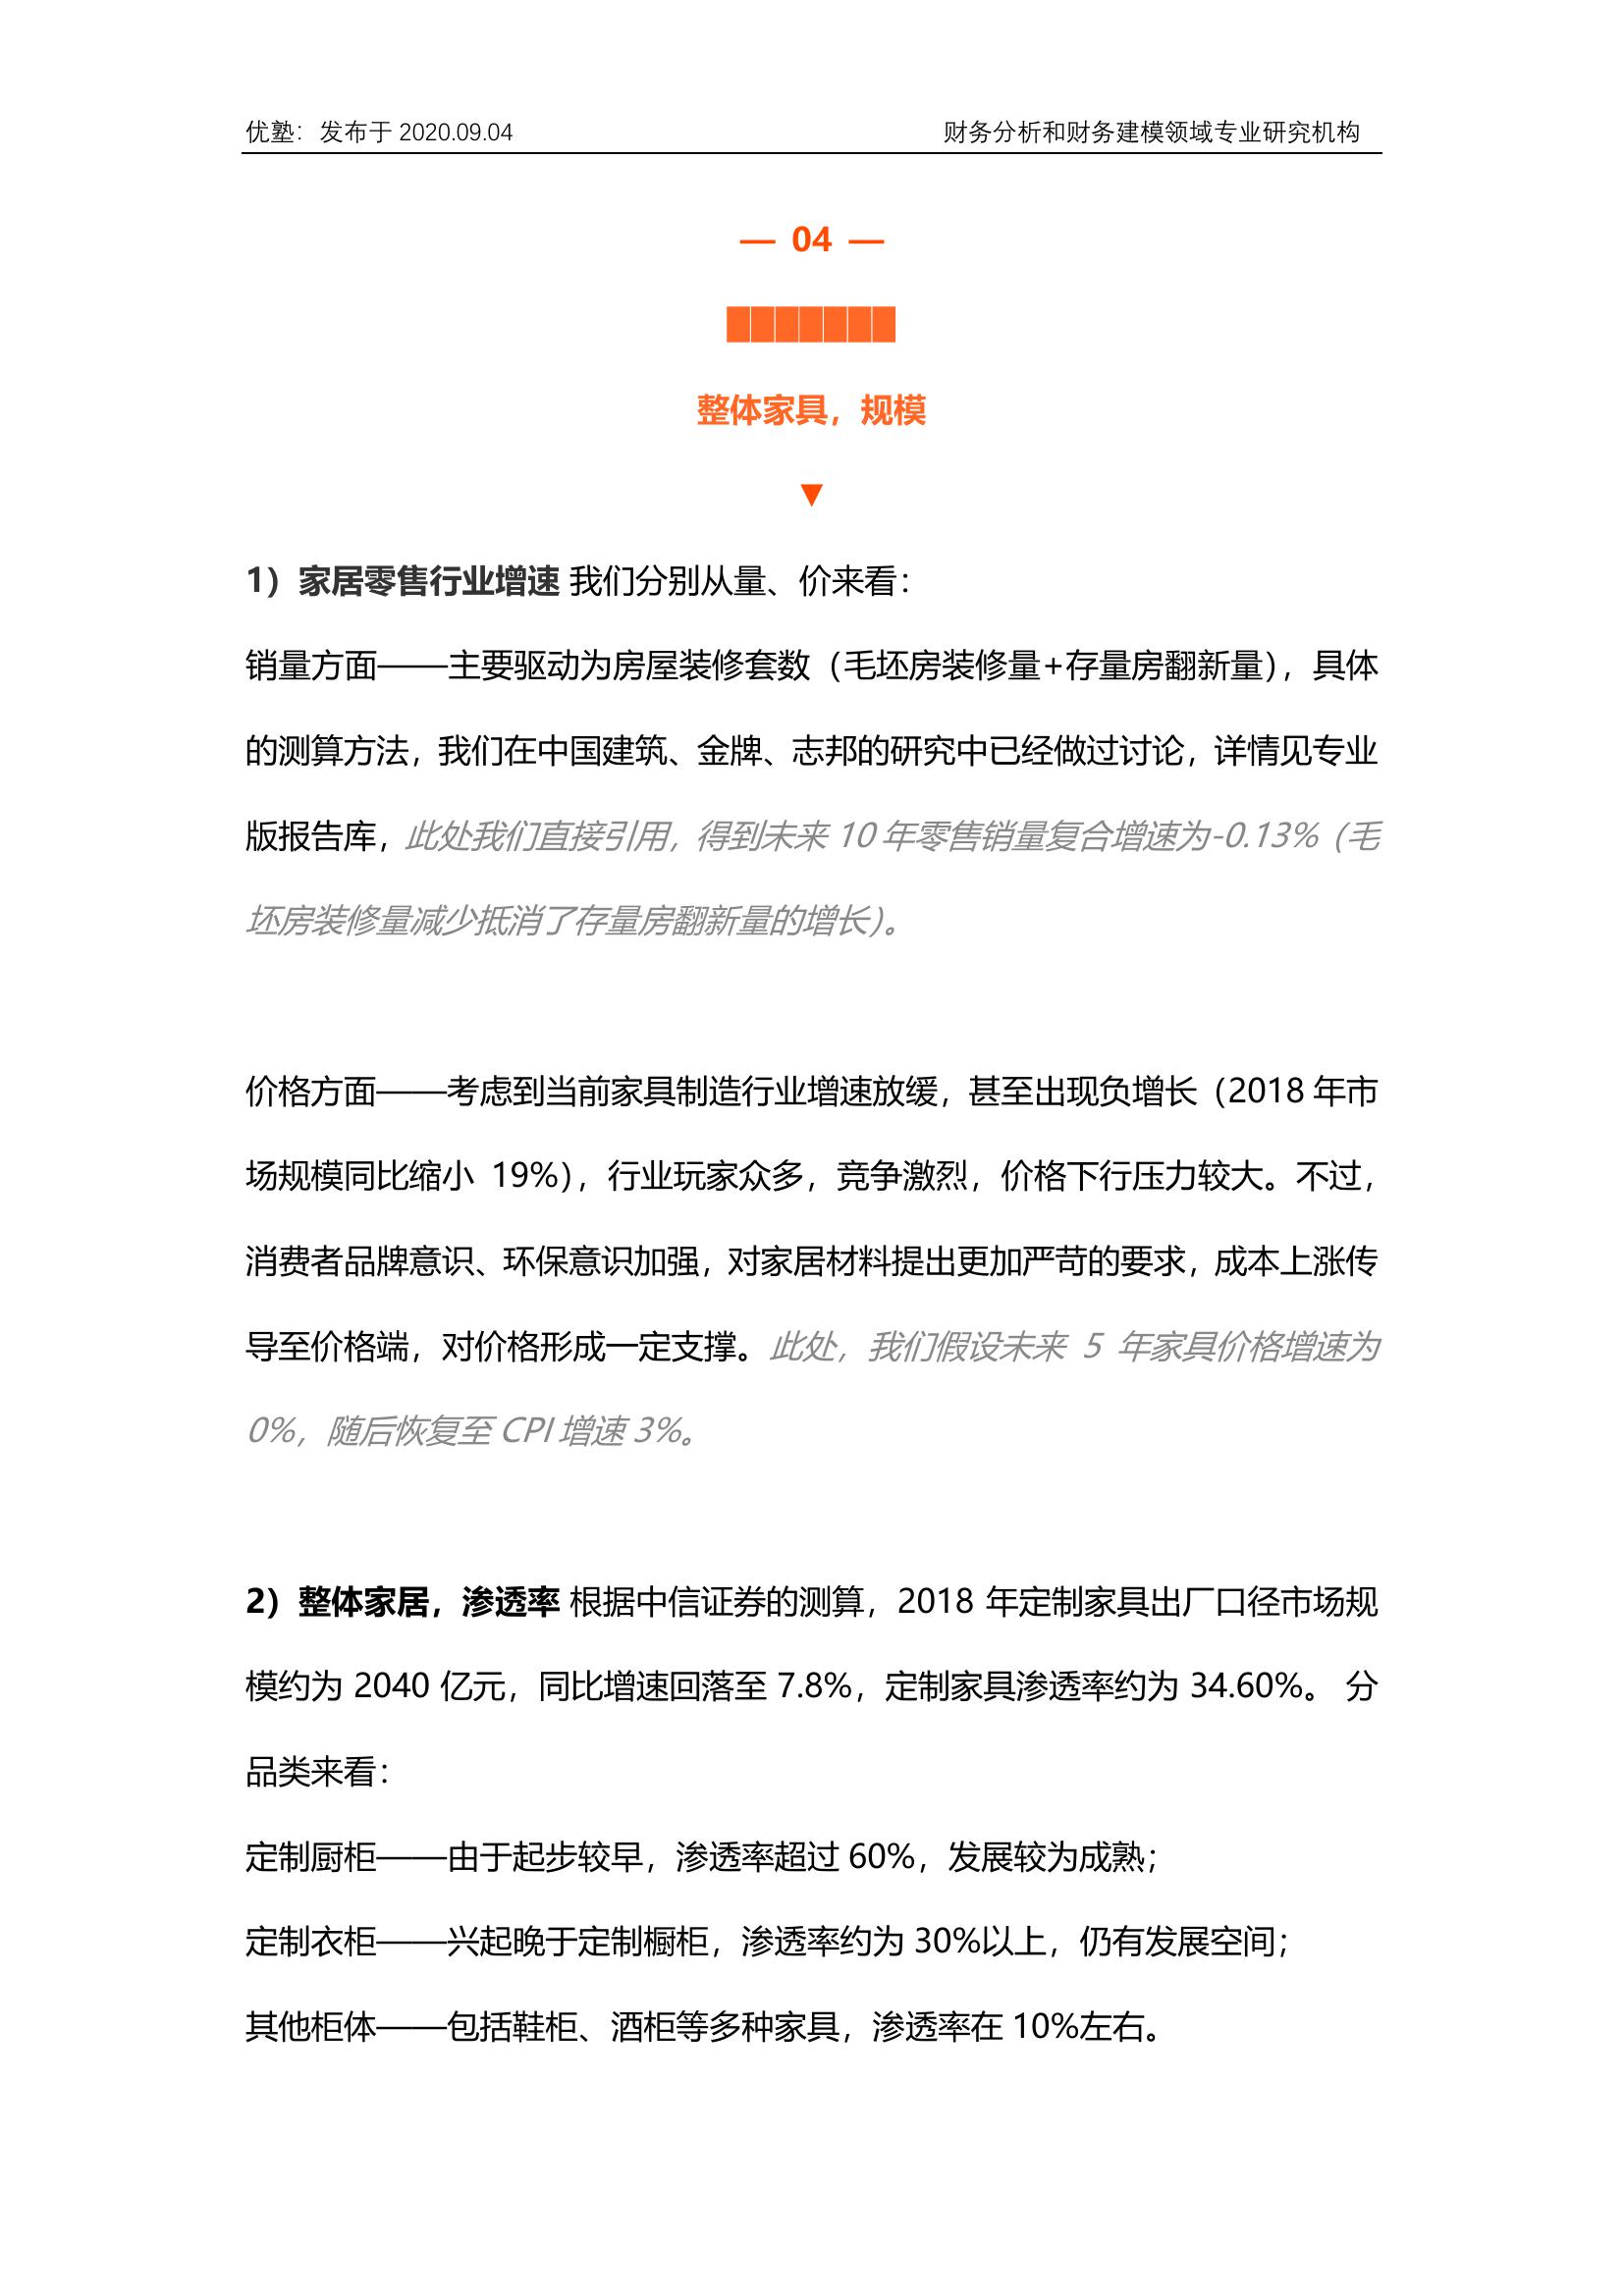 优塾：发布于 2020.09.04 财务分析和财务建模领域专业研究机构
— 04 —
整体家具，规模
▼
1）家居零售行业增速 我们分别从量、价来看：
销量方面——主要驱动为房屋装修套数（毛坯房装修量+存量房翻新量），具体
的测算方法，我们在中国建筑、金牌、志邦的研究中已经做过讨论，详情见专业
版报告库，此处我们直接引用，得到未来 10 年零售销量复合增速为-0.13%（毛
坯房装修量减少抵消了存量房翻新量的增长）。
价格方面——考虑到当前家具制造行业增速放缓，甚至出现负增长（2018 年市
场规模同比缩小 19%），行业玩家众多，竞争激烈，价格下行压力较大。不过，
消费者品牌意识、环保意识加强，对家居材料提出更加严苛的要求，成本上涨传
导至价格端，对价格形成一定支撑。此处，我们假设未来 5 年家具价格增速为
0%，随后恢复至 CPI 增速 3%。
2）整体家居，渗透率 根据中信证券的测算，2018 年定制家具出厂口径市场规
模约为 2040 亿元，同比增速回落至 7.8%，定制家具渗透率约为 34.60%。 分
品类来看：
定制厨柜——由于起步较早，渗透率超过 60%，发展较为成熟；
定制衣柜——兴起晚于定制橱柜，渗透率约为 30%以上，仍有发展空间；
其他柜体——包括鞋柜、酒柜等多种家具，渗透率在 10%左右。